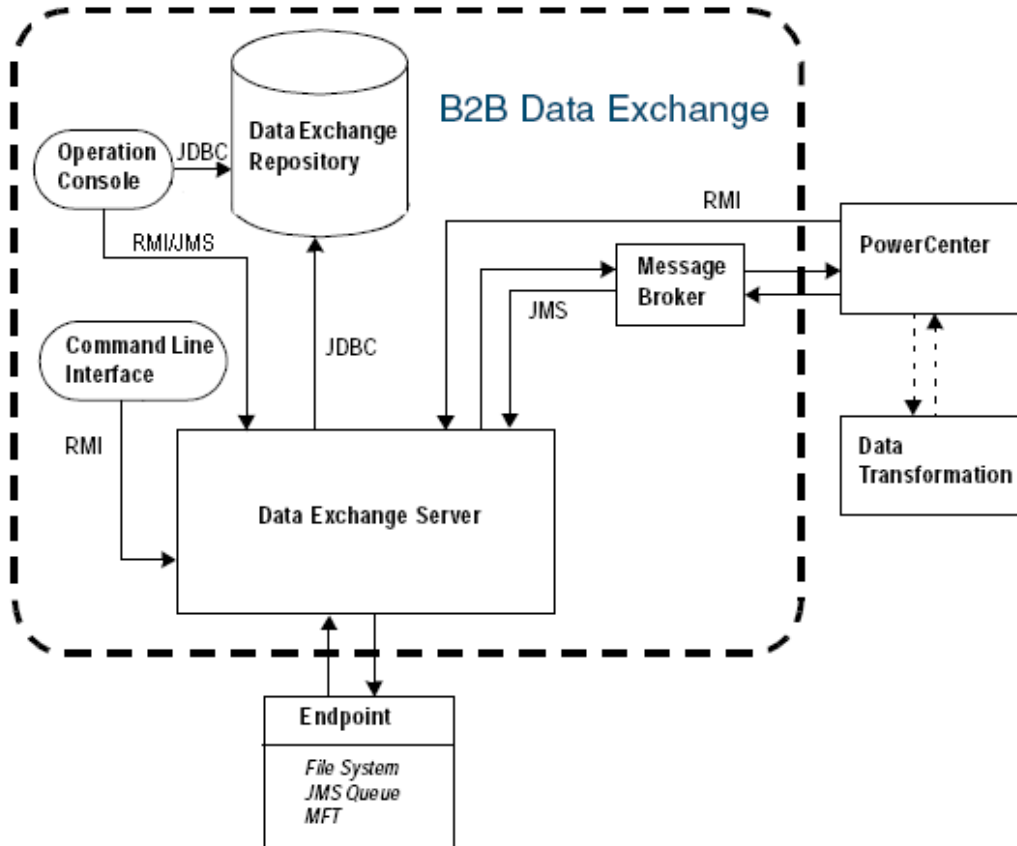 B2B Data Exchange
Data Exchange
Repository
Operation
Console
JDBC
RMI/JMS
RMI
PowerCenter
Message
Broker
JMS
Command Line
Interface
JDBC
RMI
Data
Transformation
Data Exchange Server
Endpoint
File System
JMS Queue
MFT